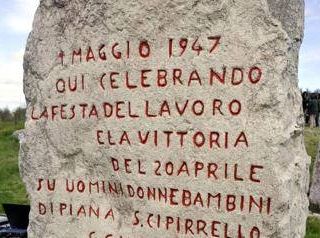 1 MAGGIO 1947
QUI CELEBRANDO
LA FESTA DEL LAVORO
E LA VITTORIA
DEL 20 APRILE
SU UOMINI DONNE BAMBINI
DI PIANA S. CIPIRRELLO